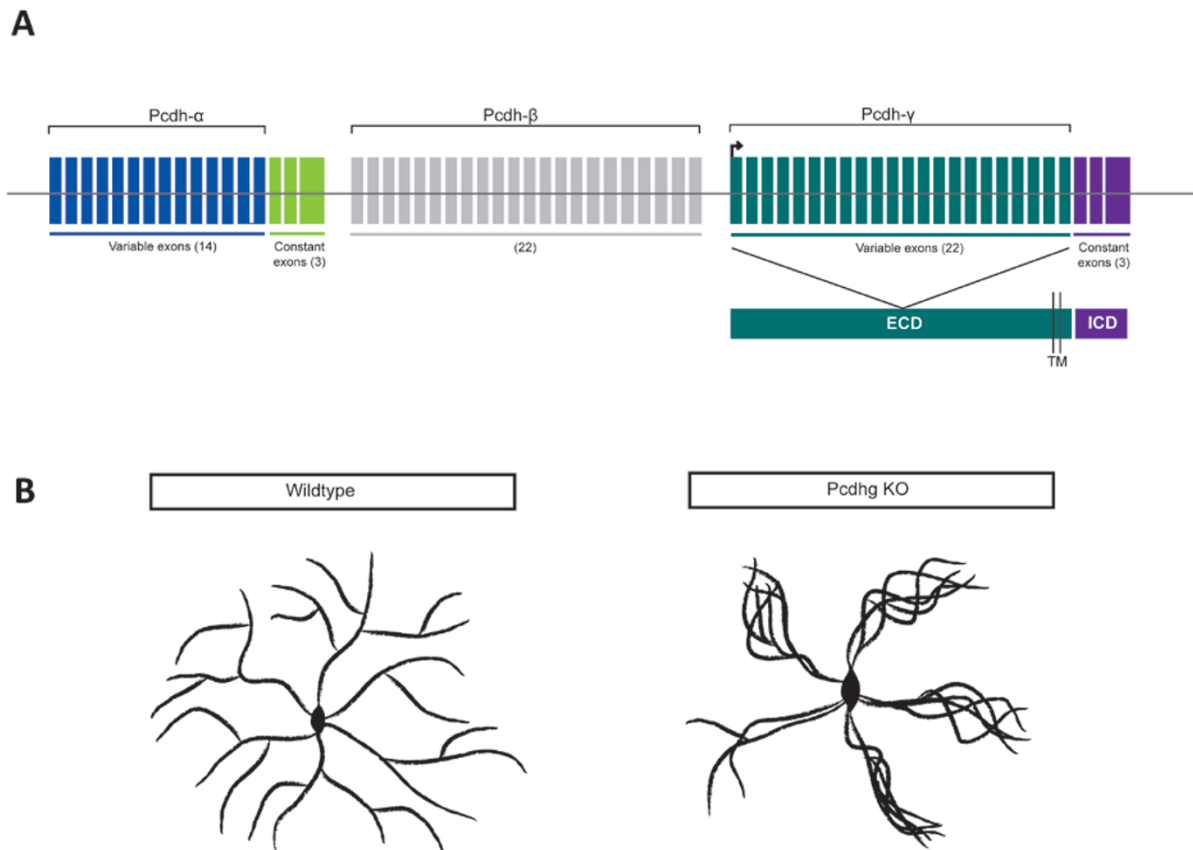 A
Pcdh-α
Pcdh-β
Pcdh-γ
Variable exons (14)
Constant
exons (3)
(22)
Variable exons (22)
Constant
exons (3)
ECD
ICD
TM
B
Wildtype
Pcdhg KO